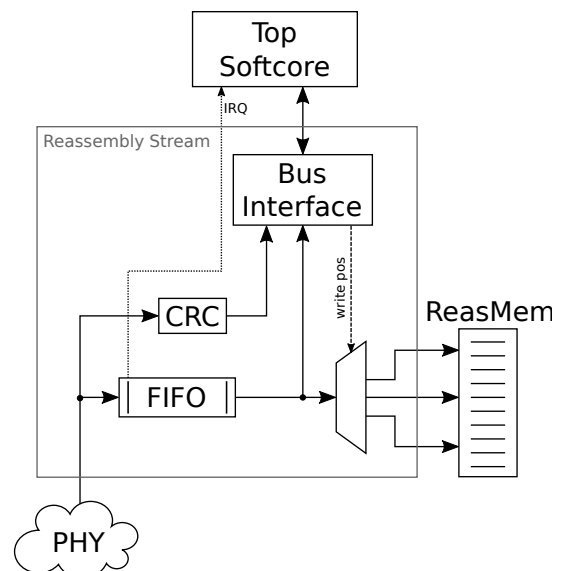 Top
Softcore
IRQ
Reassembly Stream
Bus
Interface
write pos
ReasMem
CRC
FIFO
PHY